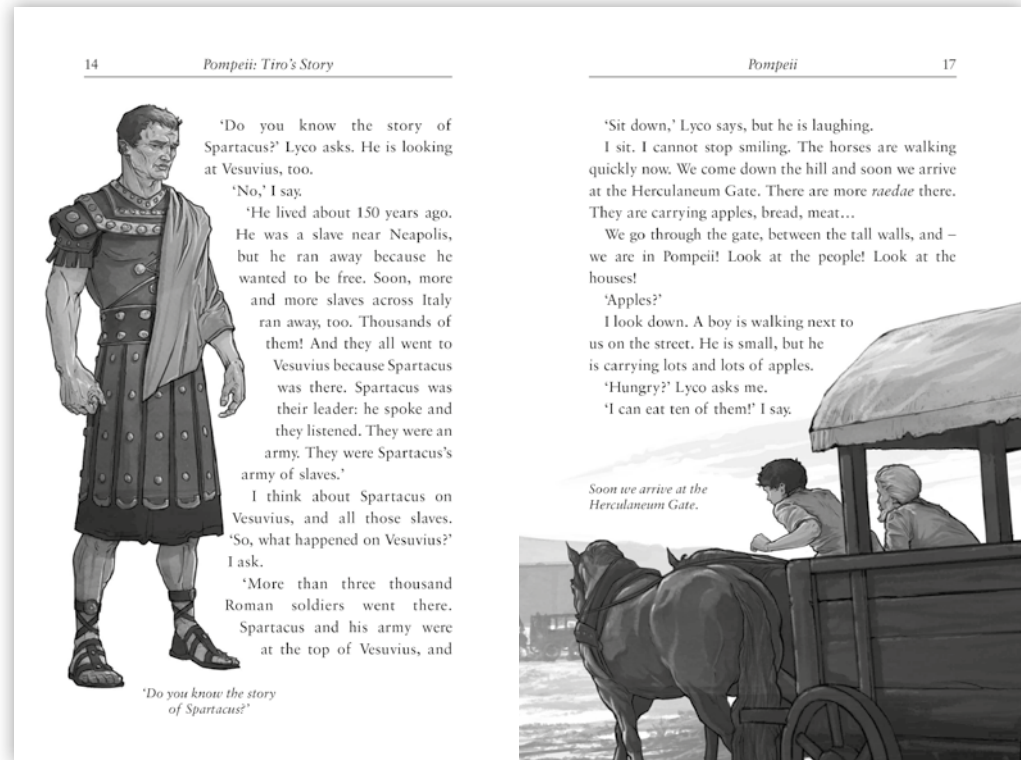 14
Pompeii: Tiro’s Story
‘Do you know the story of
Spartacus?’ Lyco asks. He is looking
at Vesuvius, too.
‘No,’ I say.
‘He lived about 150 years ago.
He was a slave near Neapolis,
but he ran away because he
wanted to be free. Soon, more
and more slaves across Italy
ran away, too. Thousands of
them! And they all went to
Vesuvius because Spartacus
was there. Spartacus was
their leader: he spoke and
they listened. They were an
army. They were Spartacus’s
army of slaves.’
I think about Spartacus on
Vesuvius, and all those slaves.
‘So, what happened on Vesuvius?’
I ask.
‘More than three thousand
Roman soldiers went there.
Spartacus and his army were
at the top of Vesuvius, and
‘Do you know the story
of Spartacus?’
Pompeii
17
‘Sit down,’ Lyco says, but he is laughing.
I sit. I cannot stop smiling. The horses are walking
quickly now. We come down the hill and soon we arrive
at the Herculaneum Gate. There are more raedae there.
They are carrying apples, bread, meat…
We go through the gate, between the tall walls, and –
we are in Pompeii! Look at the people! Look at the
houses!
‘Apples?’
I look down. A boy is walking next to
us on the street. He is small, but he
is carrying lots and lots of apples.
‘Hungry?’ Lyco asks me.
‘I can eat ten of them!’ I say.
Soon we arrive at the
Herculaneum Gate.